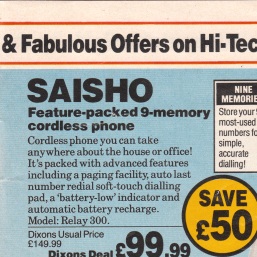 & Fabulous Offers on Hi-Tec
SAISHO
Feature-packed 9-memory
cordless phone
Cordless phone you can take
anywhere about the house or office!
It's packed with advanced features
including a paging facility, auto last
number redial soft-touch dialling
pad, a 'battery-low' indicator and
automatic battery recharge.
Model: Relay 300.
Dixons Usual Price
£149.99
Dixons Deal £99.99
NINE
MEMORIE
Store your
most-used
numbers fo
simple,
accurate
dialling!
SAVE
£50